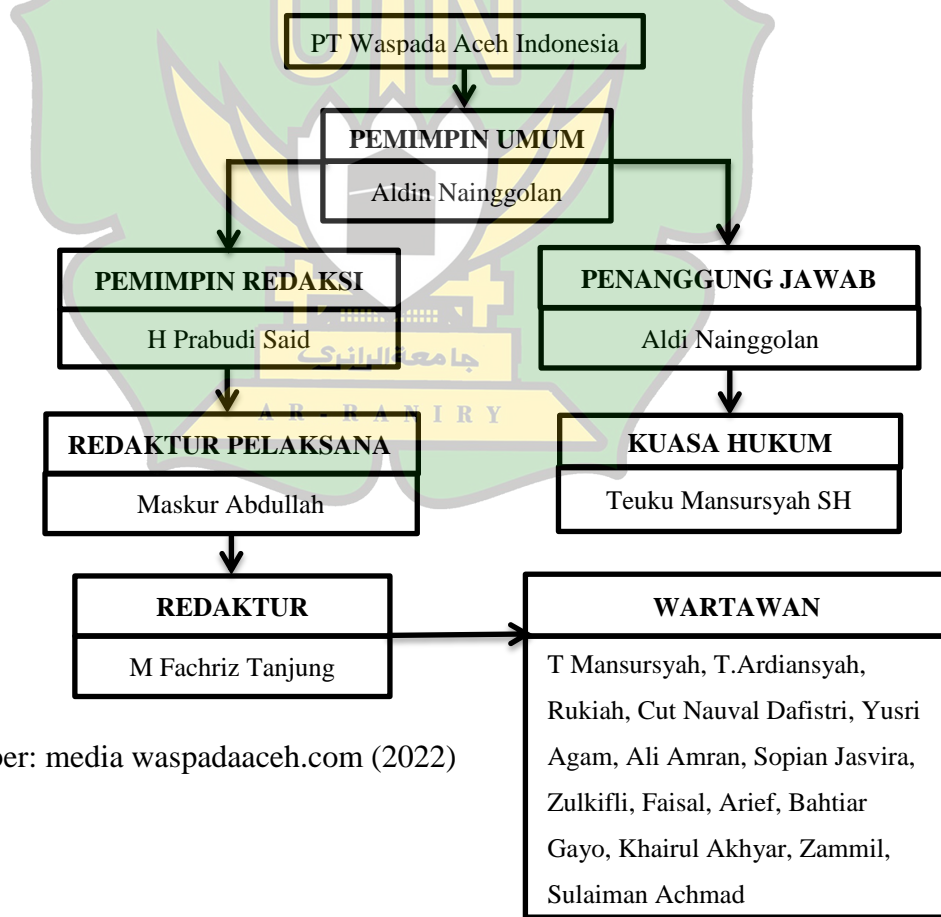 UIN
PT Waspada Aceh Indonesia
PEMIMPIN UMUM
Aldin Nainggolan
PEMIMPIN REDAKSI
H Prabudi Said
PENANGGUNG JAWAB
Aldi Nainggolan
جامعة الرانري
AR-RANIRY
REDAKTUR PELAKSANA
Maskur Abdullah
KUASA HUKUM
Teuku Mansursyah SH
REDAKTUR
M Fachriz Tanjung
WARTAWAN
T Mansursyah, T.Ardiansyah,
Rukiah, Cut Nauval Dafistri, Yusri
Agam, Ali Amran, Sopian Jasvira,
Zulkifli, Faisal, Arief, Bahtiar
Gayo, Khairul Akhyar, Zammil,
Sulaiman Achmad
ber: media waspadaaceh.com (2022)